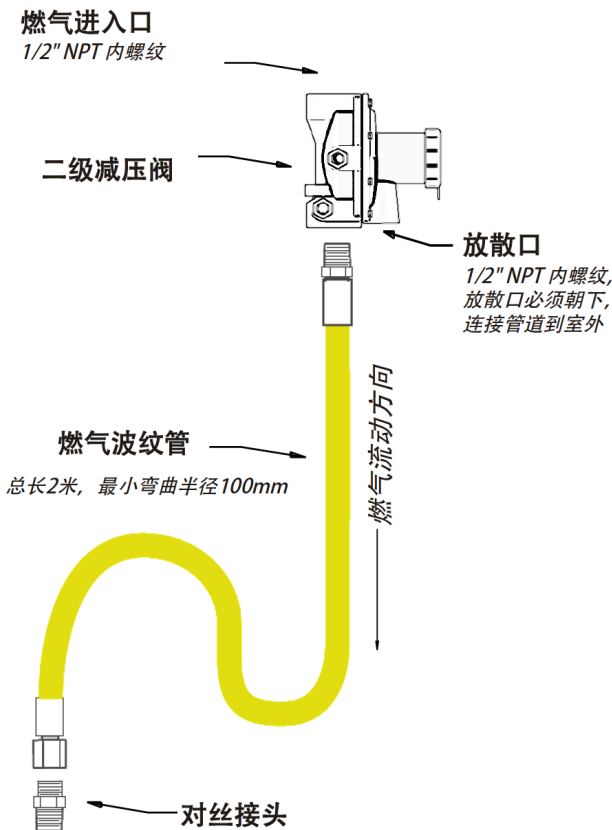 燃气进入口
1/2" NPT 内螺纹
二级减压阀
放散口
1/2" NPT 内螺纹,
放散口必须朝下,
连接管道到室外
燃气流动方向
燃气波纹管
总长2米，最小弯曲半径100mm
对丝接头